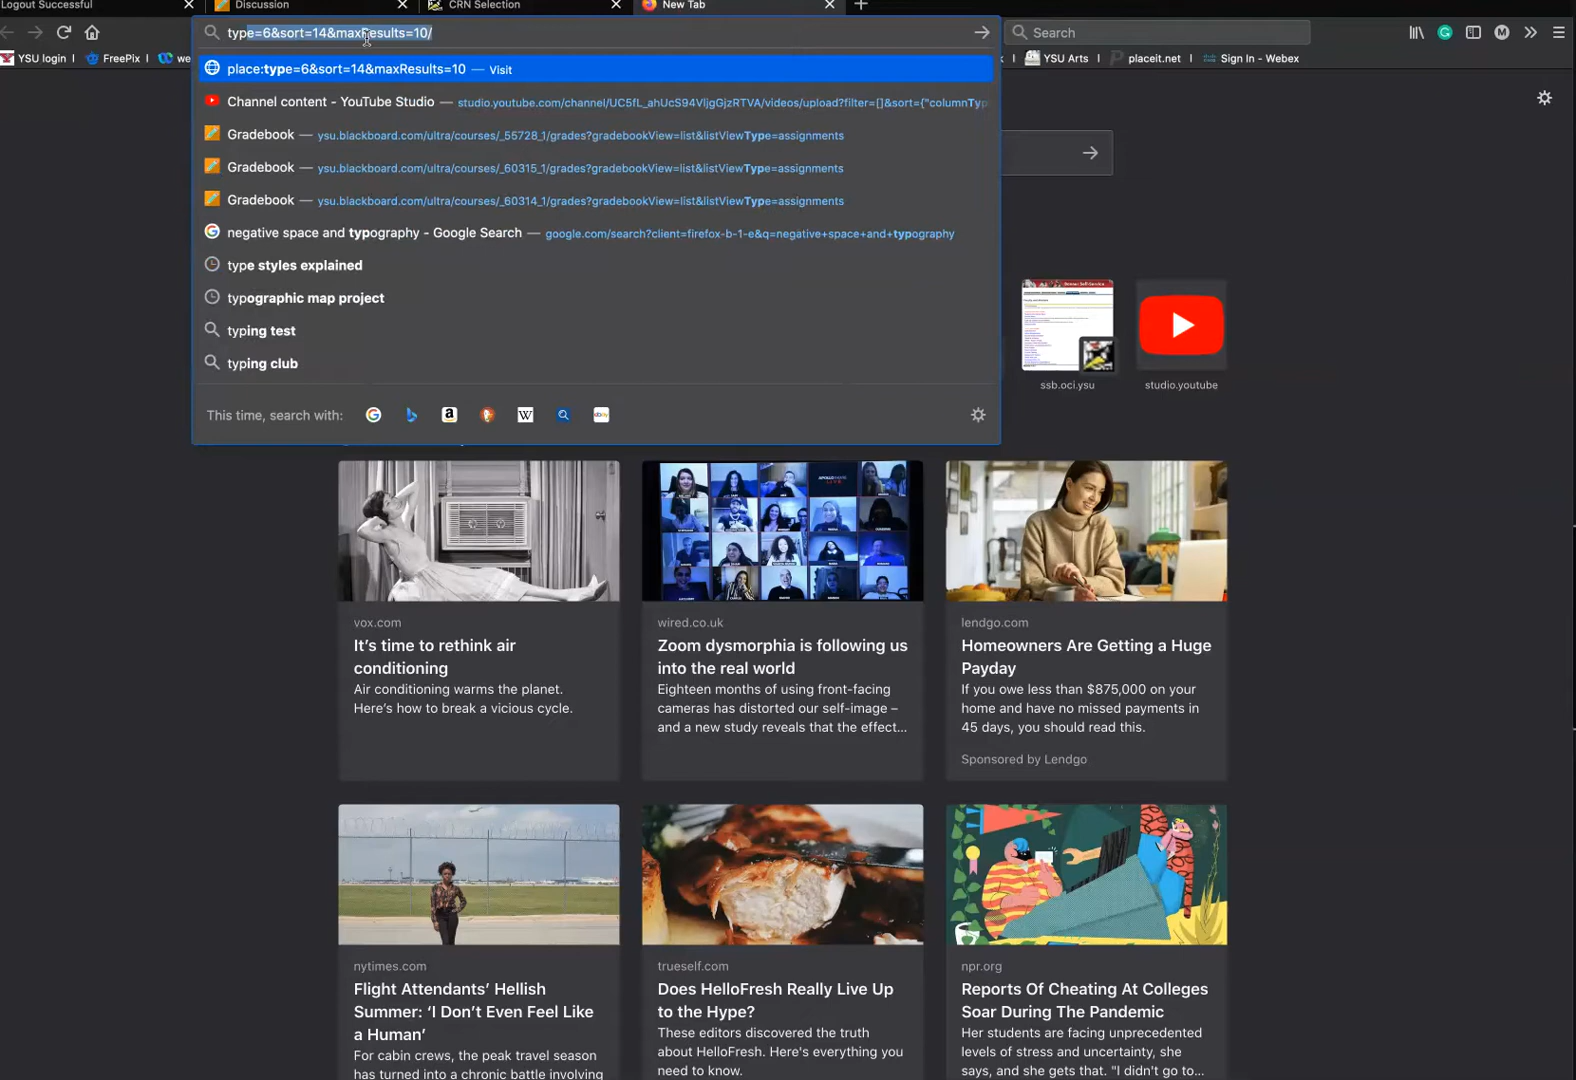 Logout Successful
Discussion
CRN Selection
New Tab
type=6&sort=14&maxResults=10/
Search
YSU login
FreePix
we
YSU Arts
placeit.net
Sign In - Webex
place:type=6&sort=14&maxResults=10 — Visit
Channel content - YouTube Studio — studio.youtube.com/channel/UC5fL_ahUcS94VljgGjzRTVA/videos/upload?filter=[]&sort={"columnTyp
Gradebook — ysu.blackboard.com/ultra/courses/_55728_1/grades?gradebookView=list&listViewType=assignments
Gradebook — ysu.blackboard.com/ultra/courses/_60315_1/grades?gradebookView=list&listViewType=assignments
Gradebook — ysu.blackboard.com/ultra/courses/_60314_1/grades?gradebookView=list&listViewType=assignments
negative space and typography - Google Search — google.com/search?client=firefox-b-1-e&q=negative+space+and+typography
type styles explained
typographic map project
typing test
typing club
This time, search with:
ssb.oci.ysu
studio.youtube
vox.com
It's time to rethink air
conditioning
Air conditioning warms the planet.
Here's how to break a vicious cycle.
wired.co.uk
Zoom dysmorphia is following us
into the real world
Eighteen months of using front-facing
cameras has distorted our self-image –
and a new study reveals that the effect...
lendgo.com
Homeowners Are Getting a Huge
Payday
If you owe less than $875,000 on your
home and have no missed payments in
45 days, you should read this.
Sponsored by Lendgo
nytimes.com
Flight Attendants' Hellish
Summer: 'I Don't Even Feel Like
a Human'
For cabin crews, the peak travel season
has turned into a chronic battle involving
trueself.com
Does HelloFresh Really Live Up
to the Hype?
These editors discovered the truth
about HelloFresh. Here's everything you
need to know.
npr.org
Reports Of Cheating At Colleges
Soar During The Pandemic
Her students are facing unprecedented
levels of stress and uncertainty, she
says, and she gets that. "I didn't go to...